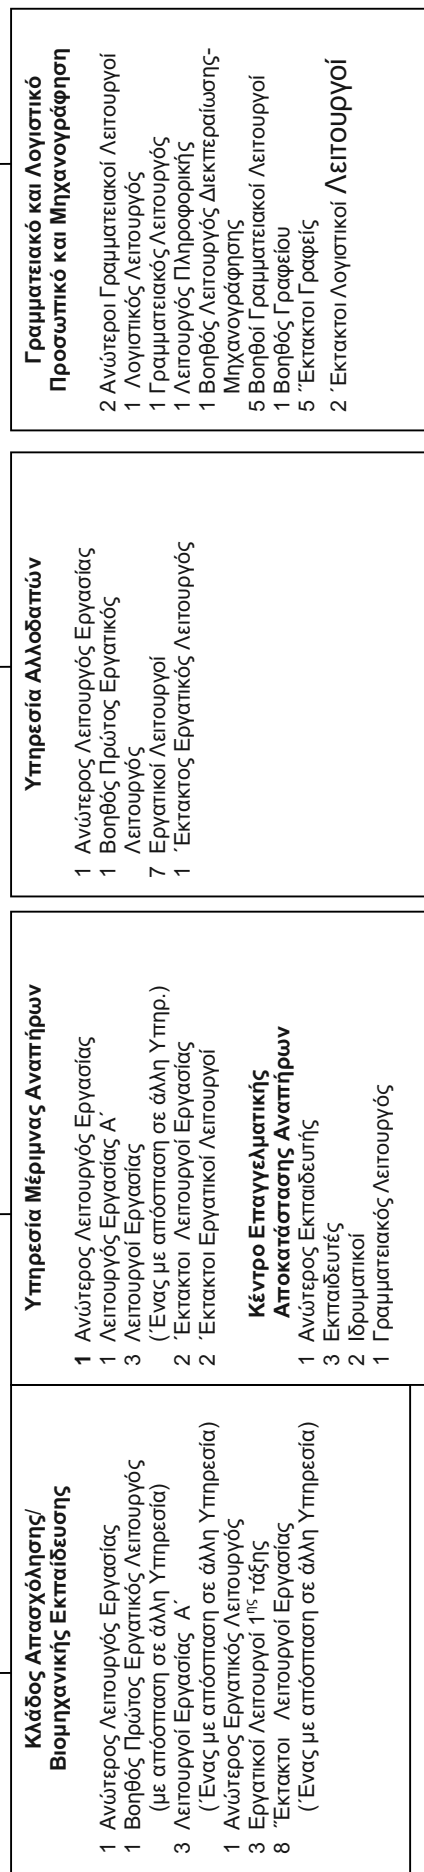 Κλάδος Απασχόλησης/
Βιομηχανικής Εκπαίδευσης
1 Ανώτερος Λειτουργός Εργασίας
1 Βοηθός Πρώτος Εργατικός Λειτουργός
(με απόσπαση σε άλλη Υπηρεσία)
3 Λειτουργοί Εργασίας Α΄
(΄Ενας με απόσπαση σε άλλη Υπηρεσία)
1 Ανώτερος Εργατικός Λειτουργός
3 Εργατικοί Λειτουργοί 1ης τάξης
8 ΄Έκτακτοι Λειτουργοί Εργασίας
(΄Ενας με απόσπαση σε άλλη Υπηρεσία)
Υπηρεσία Μέριμνας Αναπήρων
1 Ανώτερος Λειτουργός Εργασίας
1 Λειτουργός Εργασίας Α΄
3 Λειτουργοί Εργασίας
(΄Ενας με απόσπαση σε άλλη Υπηρ.)
2 ΄Εκτακτοι Λειτουργοί Εργασίας
2 ΄Εκτακτοι Εργατικοί Λειτουργοί
Κέντρο Επαγγελματικής
Αποκατάστασης Αναπήρων
1 Ανώτερος Εκπαιδευτής
3 Εκπαιδευτές
2 Ιδρυματικοί
1 Γραμματειακός Λειτουργός
Υπηρεσία Αλλοδαπών
1 Ανώτερος Λειτουργός Εργασίας
1 Βοηθός Πρώτος Εργατικός
Λειτουργός
7 Εργατικοί Λειτουργοί
1 ΄Εκτακτος Εργατικός Λειτουργός
Γραμματειακό και Λογιστικό
Προσωπικό και Μηχανογράφηση
2 Ανώτεροι Γραμματειακοί Λειτουργοί
1 Λογιστικός Λειτουργός
1 Γραμματειακός Λειτουργός
1 Λειτουργός Πληροφορικής
1 Βοηθός Λειτουργός Διεκπεραίωσης-
Μηχανογράφησης
5 Βοηθοί Γραμματειακοί Λειτουργοί
1 Βοηθός Γραφείου
5 ΄Έκτακτοι Γραφείς
2 ΄Εκτακτοι Λογιστικοί Λειτουργοί